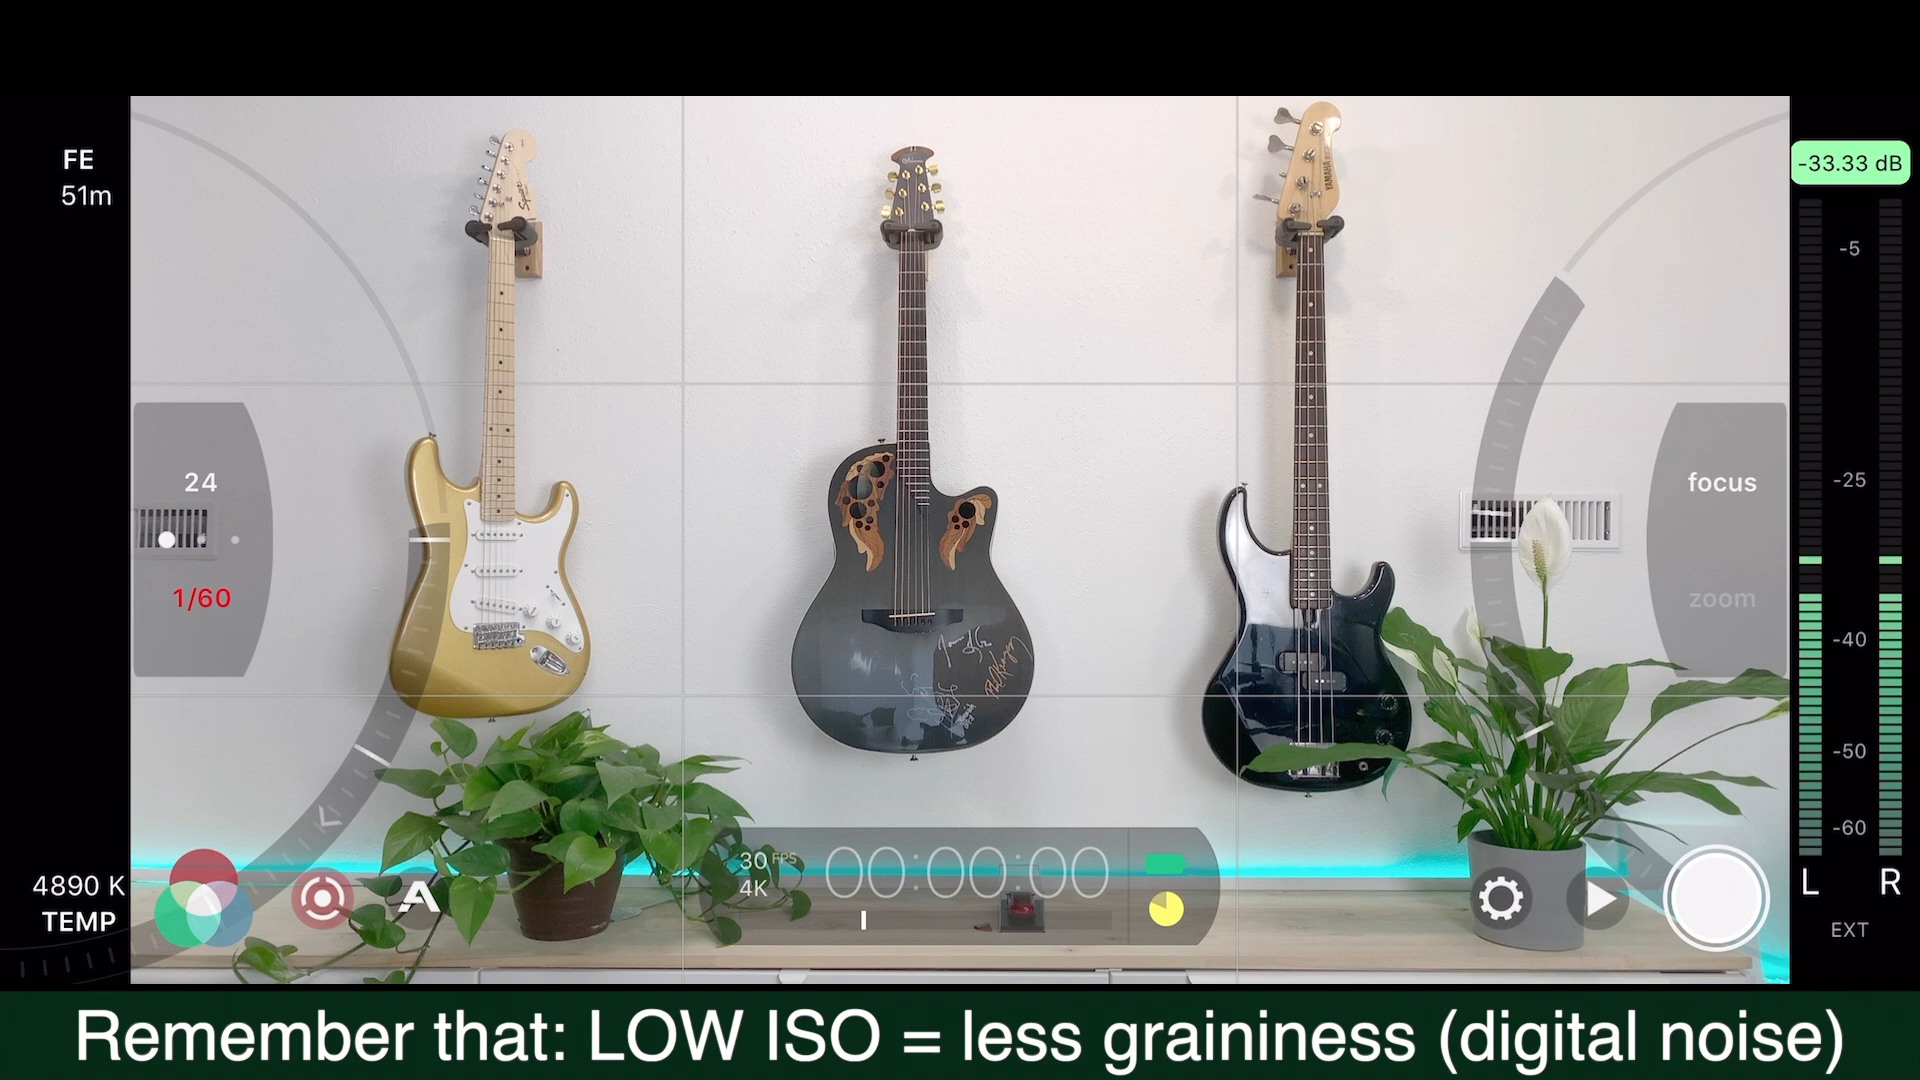 FE
51m
-33.33 dB
Squier
YAMAHA
-5
24
focus
-25
1/60
zoom
-40
-50
-60
30 FPS
00:00:00
4K
4890 K
TEMP
A
L
R
EXT
Remember that: LOW ISO = less graininess (digital noise)